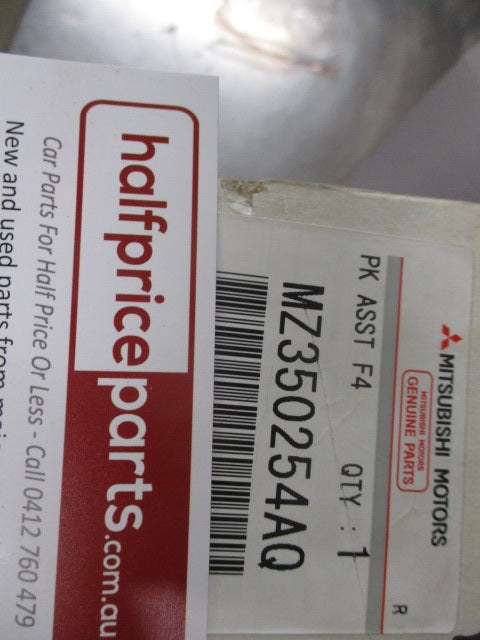 MITSUBISHI MOTORS
MITSUBISHI MOTORS
GENUINE PARTS
R
PK ASST F4 QTY : 1
MZ350254AQ
halfpriceparts.com.au
Car Parts For Half Price Or Less - Call 0412 760 479
New and used parts from